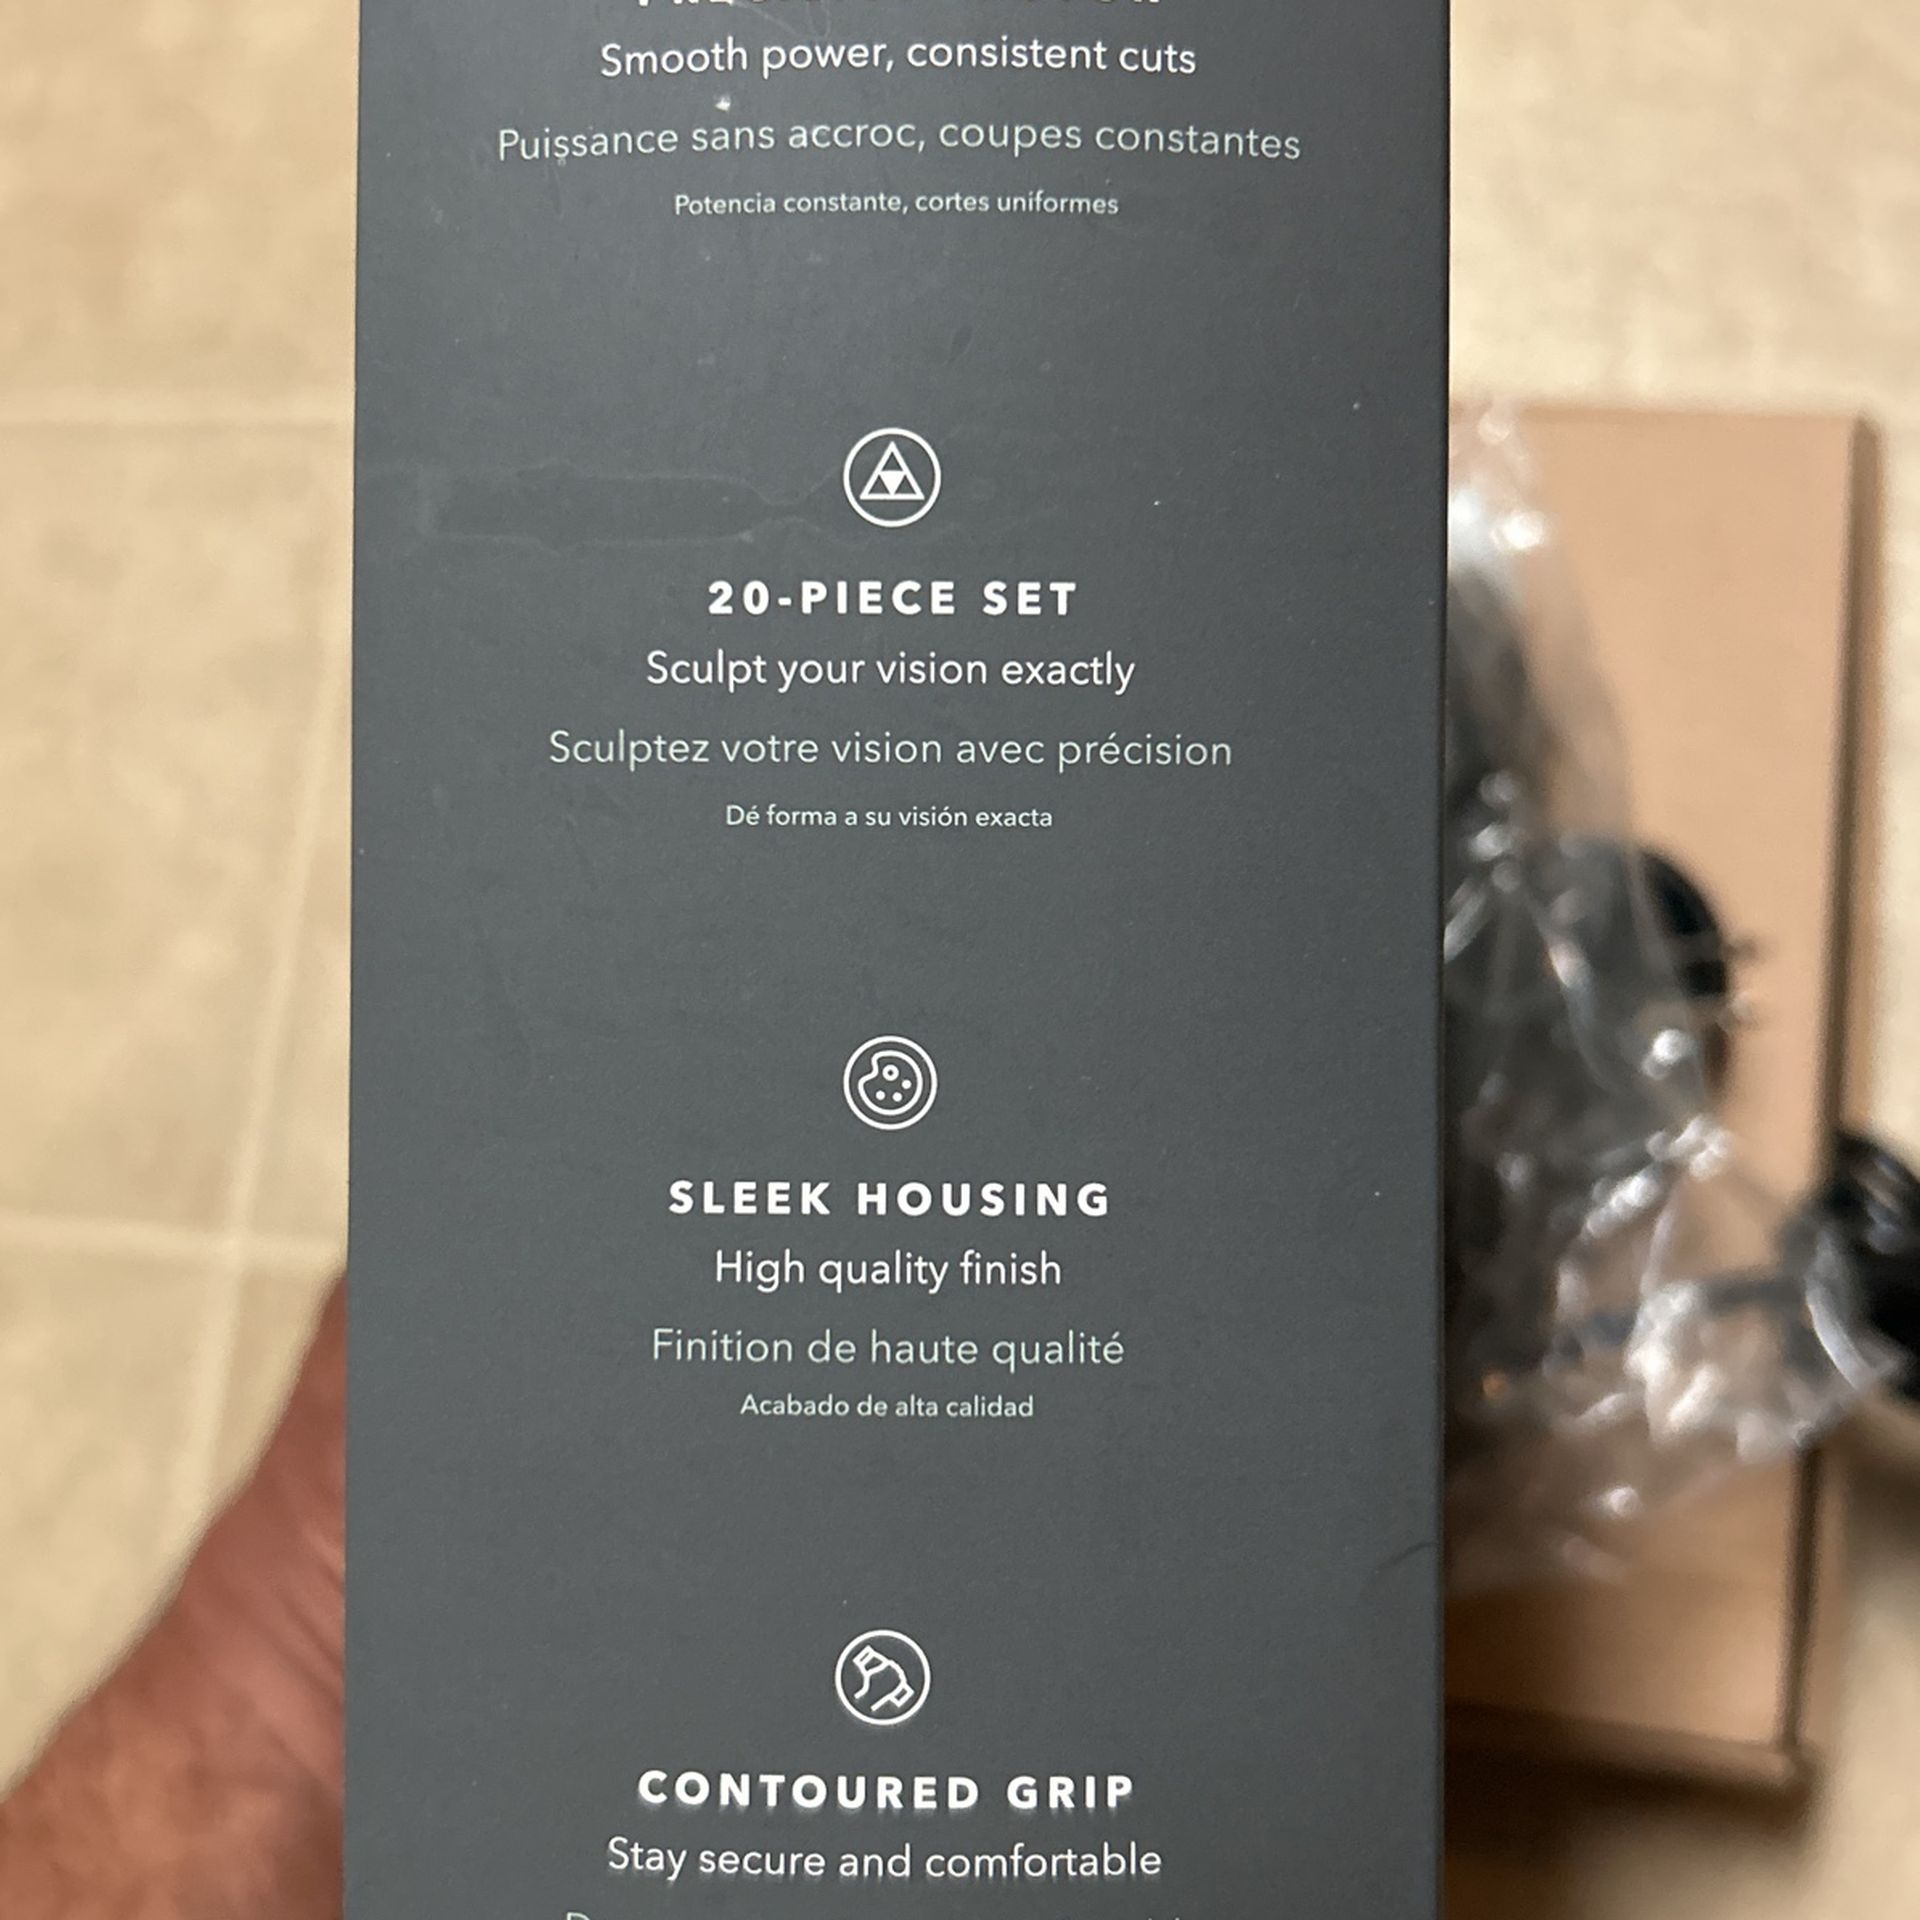 Smooth power, consistent cuts
Puissance sans accroc, coupes constantes
Potencia constante, cortes uniformes
20-PIECE SET
Sculpt your vision exactly
Sculptez votre vision avec précision
Dé forma a su visión exacta
SLEEK HOUSING
High quality finish
Finition de haute qualité
Acabado de alta calidad
CONTOURED GRIP
Stay secure and comfortable